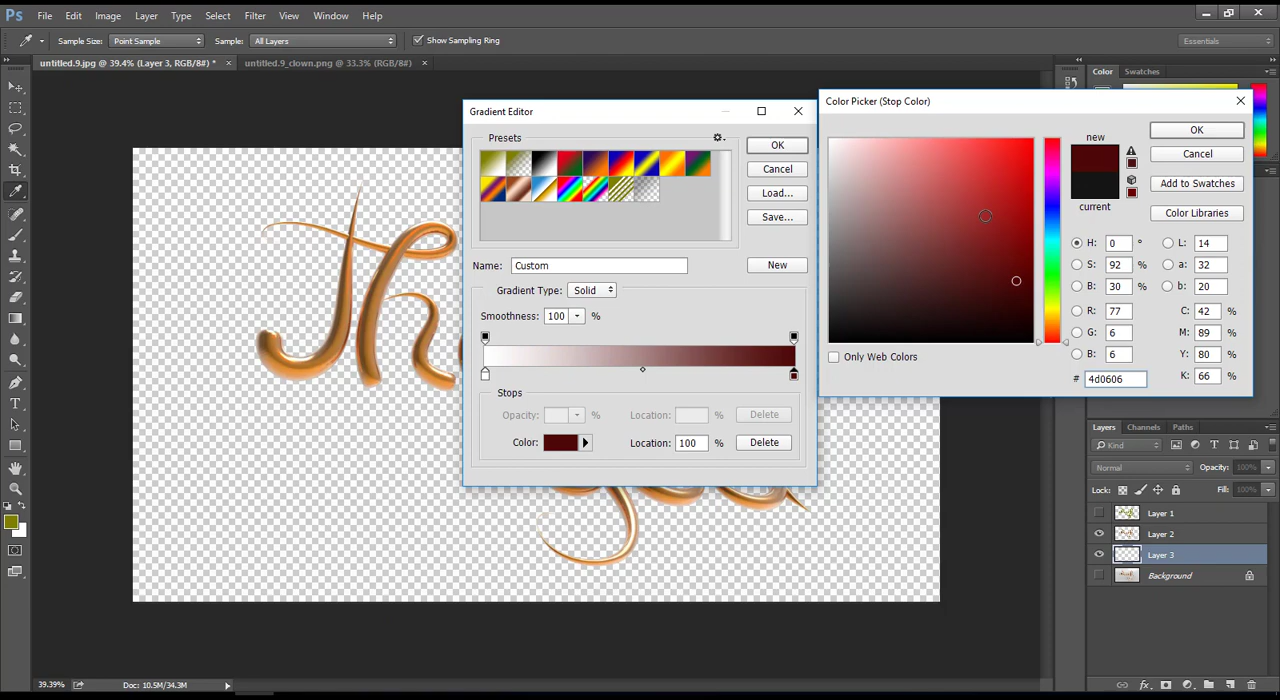 Ps File Edit Image Layer Type Select Filter View Window Help
Sample Size: Point Sample Sample: All Layers Show Sampling Ring Essentials
untitled.9.jpg @ 39.4% (Layer 3, RGB/8#) * × untitled.9_clown.png @ 33.3% (RGB/8#) ×
Gradient Editor
Presets
OK
Cancel
Load...
Save...
Name: Custom New
Gradient Type: Solid
Smoothness: 100 %
Stops
Opacity: % Location: % Delete
Color: Location: 100 % Delete
Color Picker (Stop Color)
new
current
OK
Cancel
Add to Swatches
Color Libraries
H: 0 ° L: 14
S: 92 % a: 32
B: 30 % b: 20
R: 77 C: 42 %
G: 6 M: 89 %
B: 6 Y: 80 %
# 4d0606 K: 66 %
Only Web Colors
Color Swatches
Layers Channels Paths
Kind
Normal Opacity: 100%
Lock: Fill: 100%
Layer 1
Layer 2
Layer 3
Background
39.39% Doc: 10.5M/34.3M